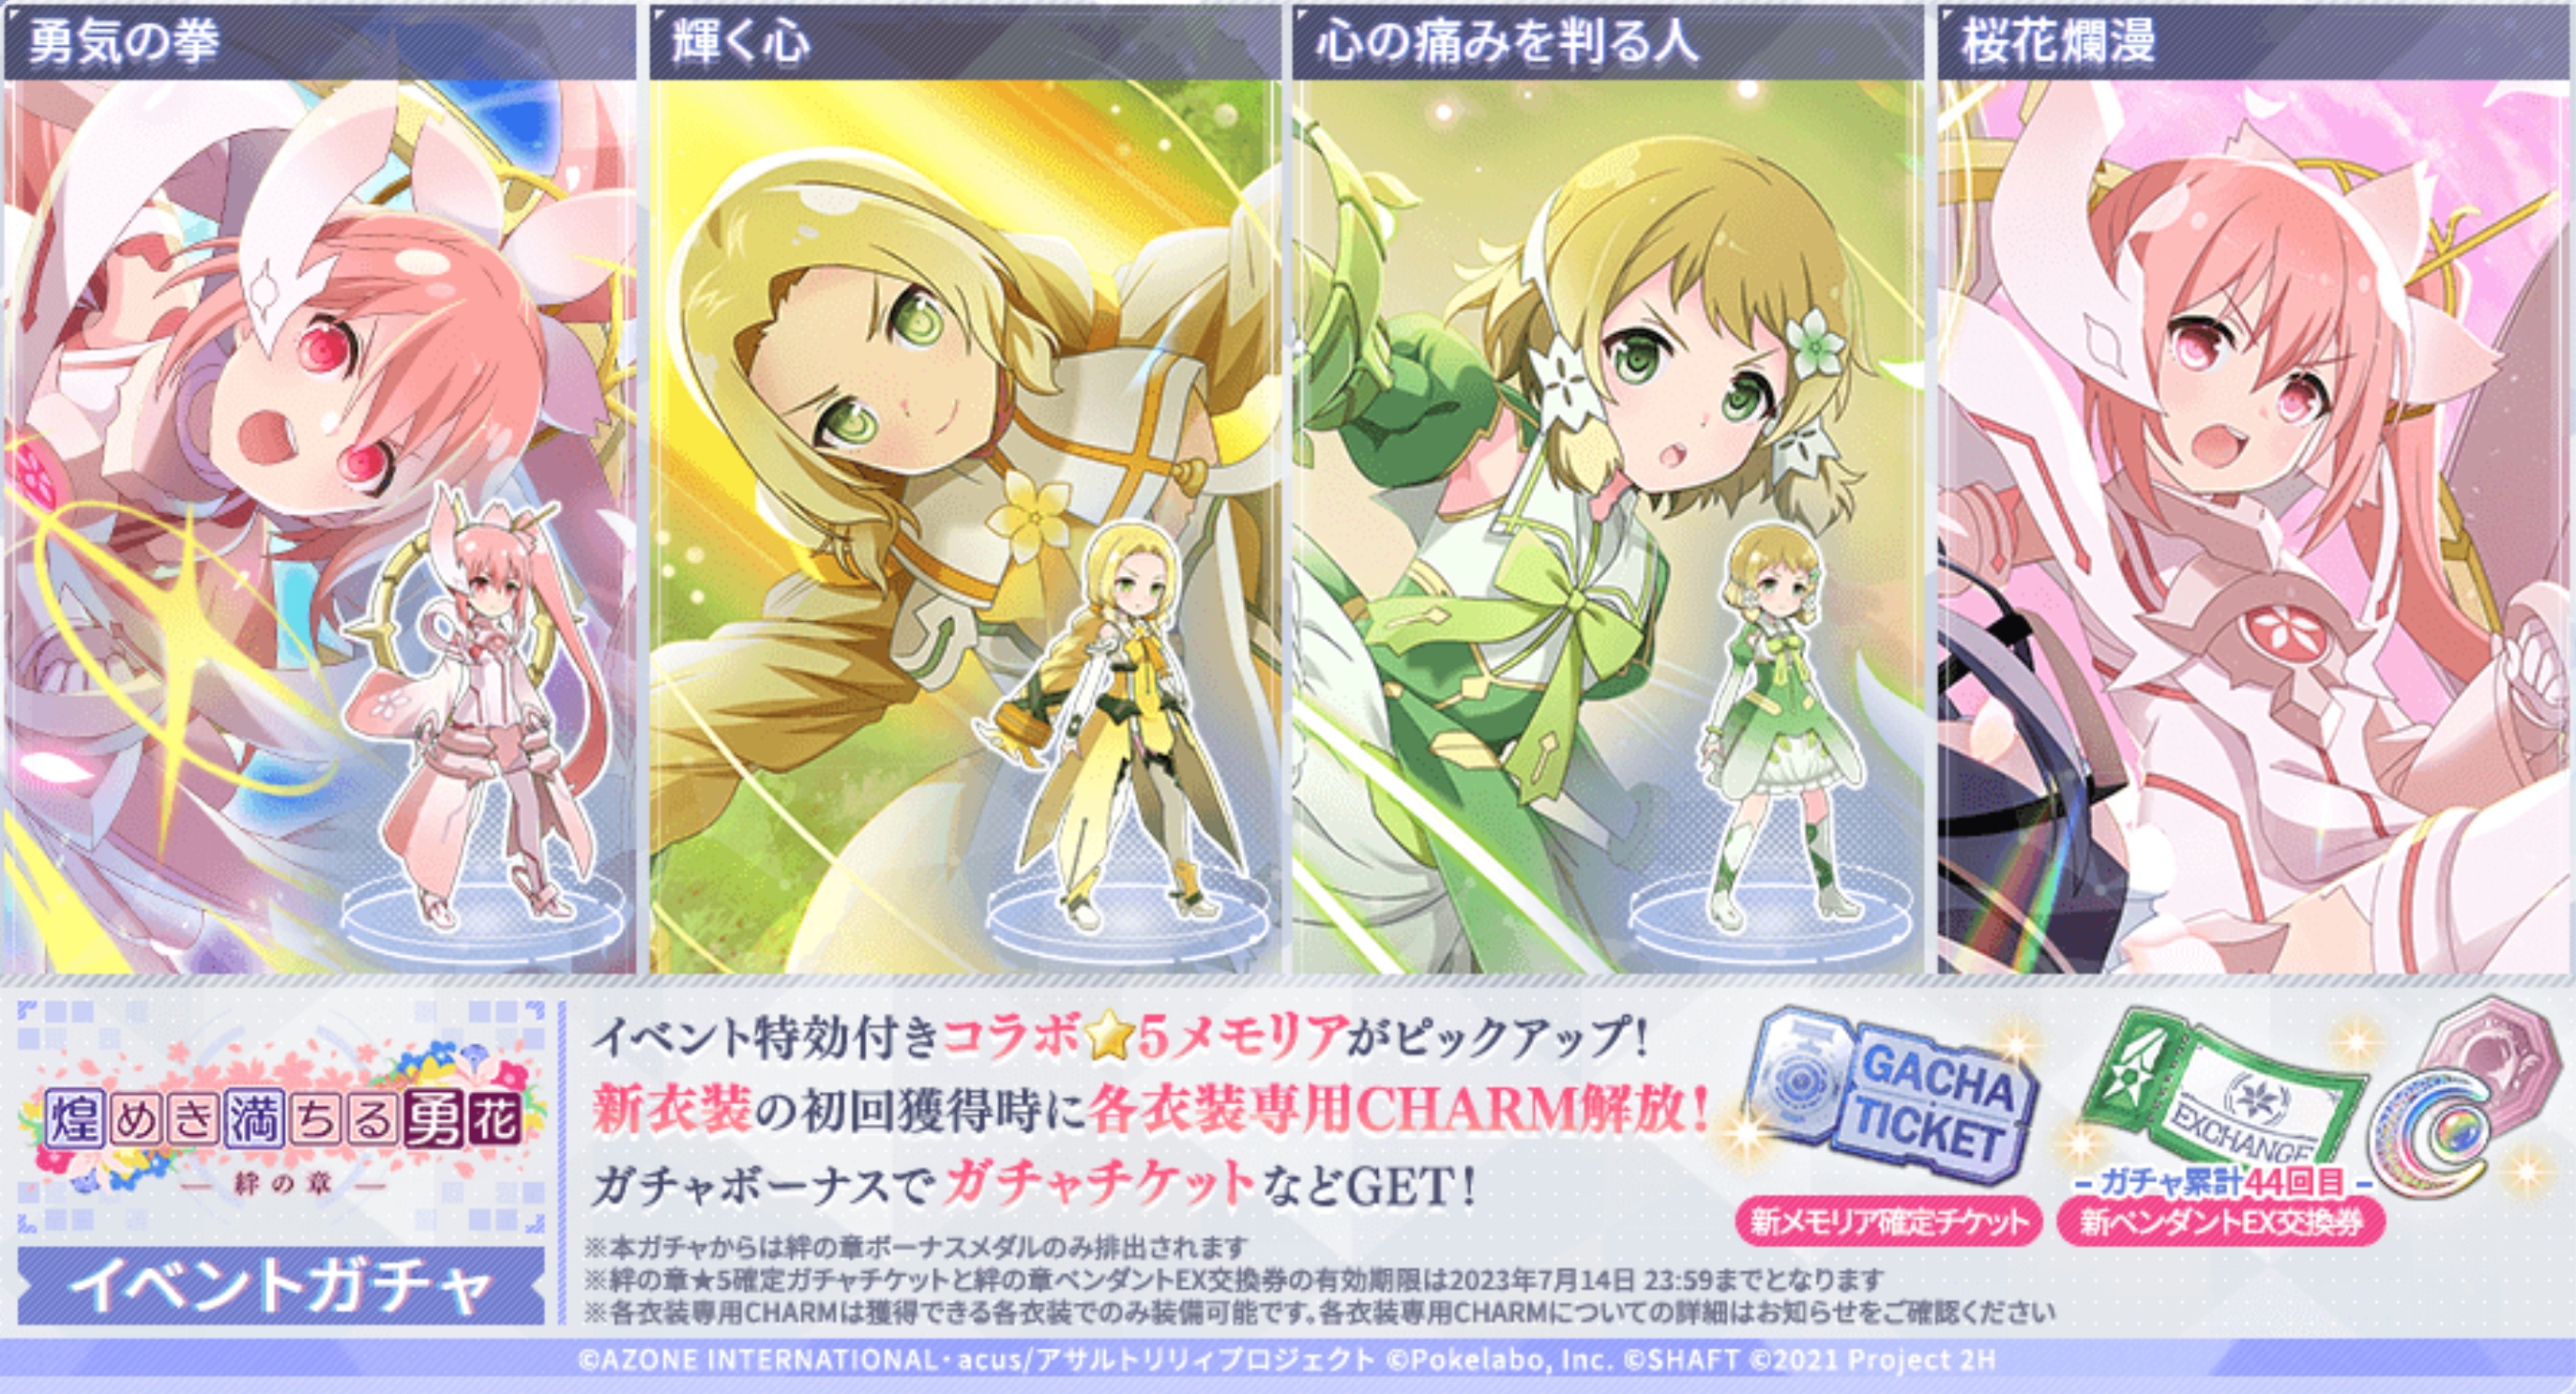 勇気の拳
輝く心
心の痛みを判る人
桜花爛漫
煌めき満ちる勇花
― 絆の章 ―
イベントガチャ
イベント特効付きコラボ★5メモリアがピックアップ!
新衣装の初回獲得時に各衣装専用CHARM解放!
ガチャボーナスでガチャチケットなどGET!
※本ガチャからは絆の章ボーナスメダルのみ排出されます
※絆の章★5確定ガチャチケットと絆の章ペンダントEX交換券の有効期限は2023年7月14日 23:59までとなります
※各衣装専用CHARMは獲得できる各衣装でのみ装備可能です。各衣装専用CHARMについての詳細はお知らせをご確認ください
GACHA
TICKET
新メモリア確定チケット
EXCHANGE
- ガチャ累計44回目 -
新ペンダントEX交換券
©AZONE INTERNATIONAL・acus/アサルトリリィプロジェクト ©Pokelabo, Inc. ©SHAFT ©2021 Project 2H